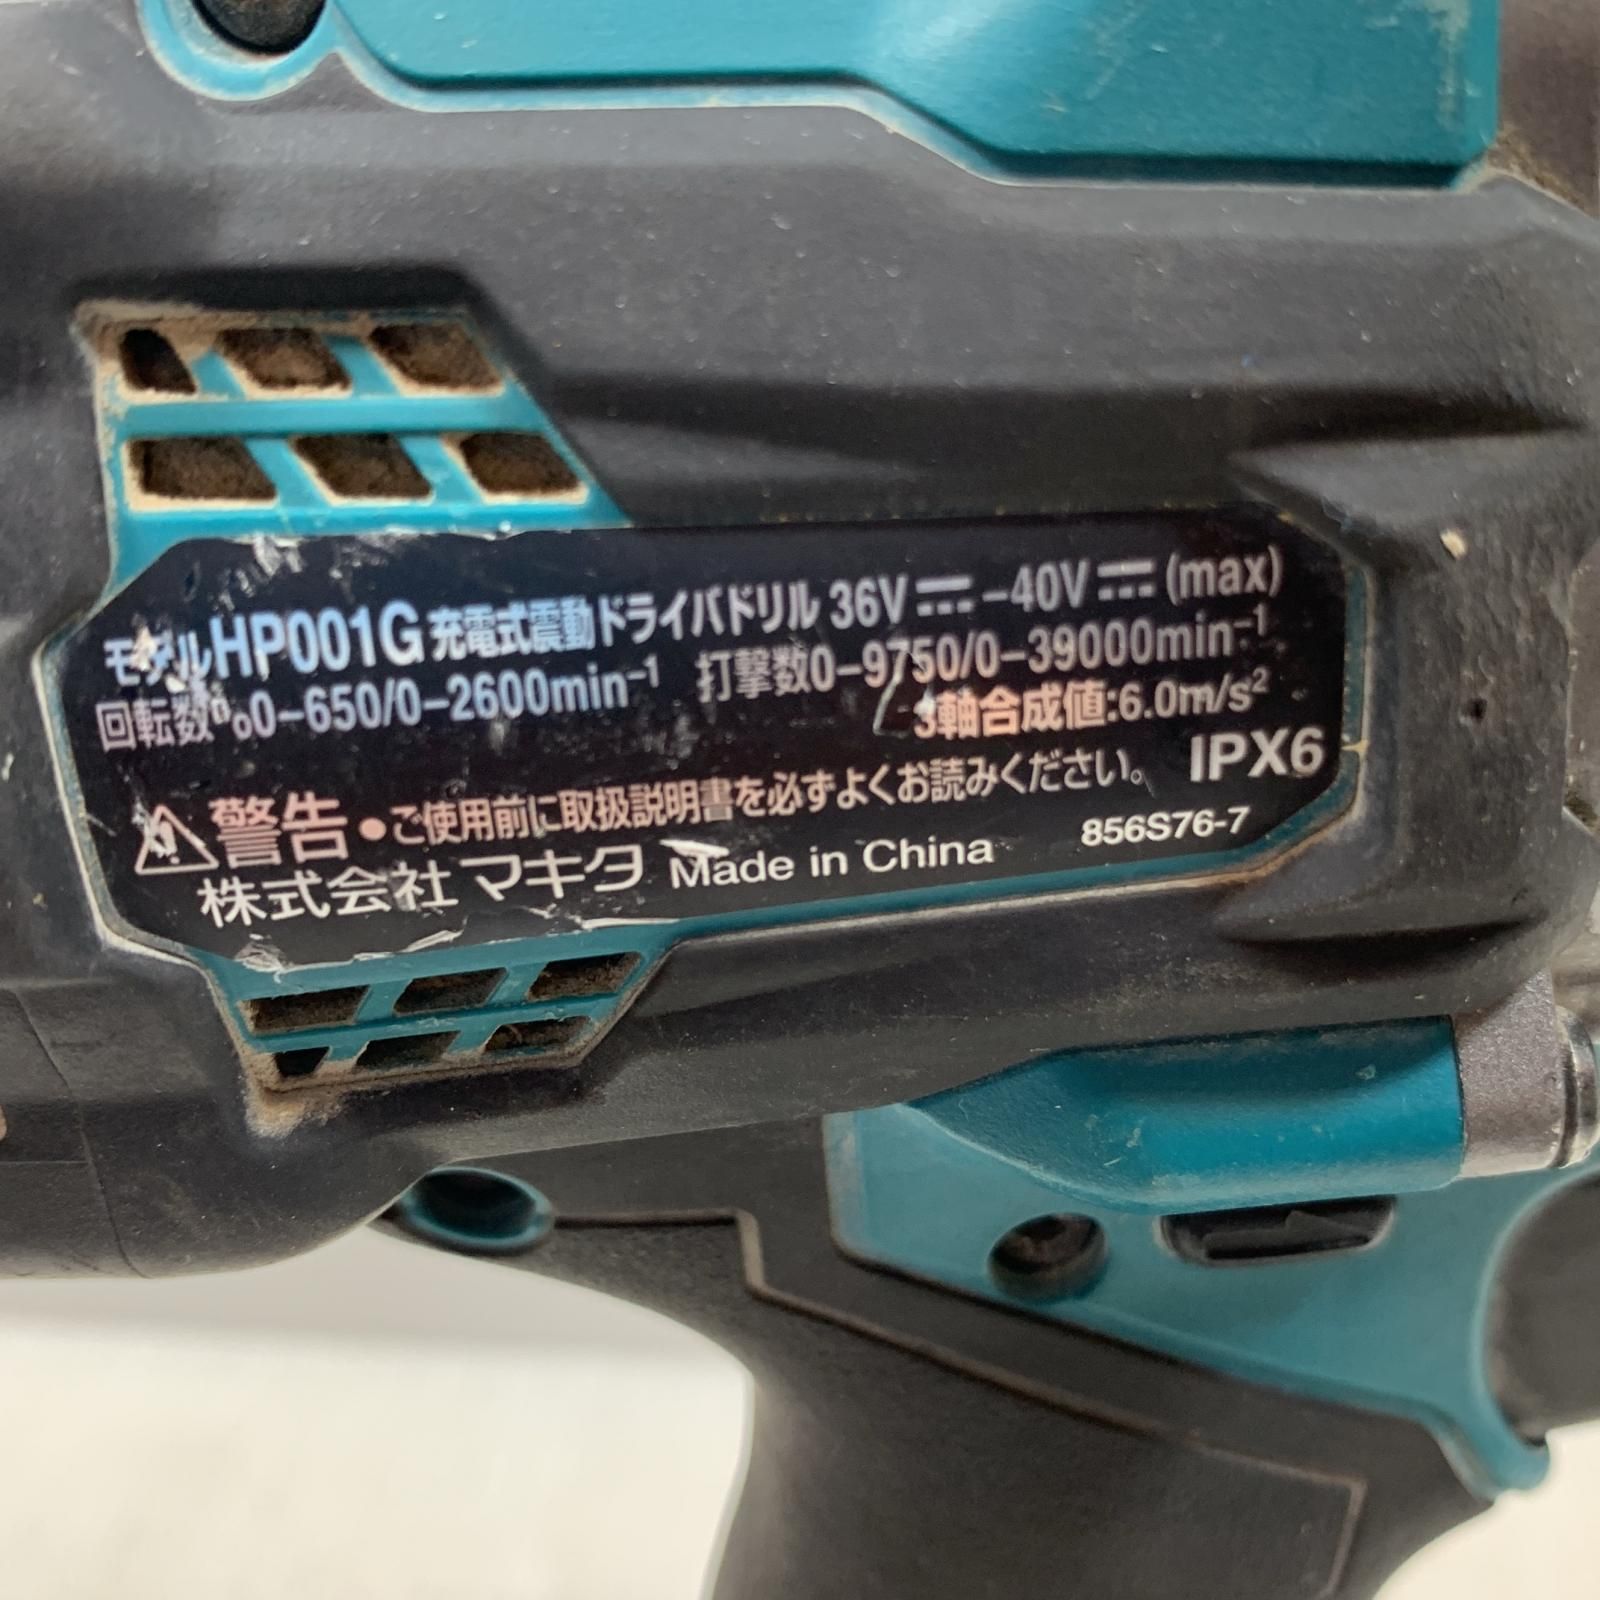 モデルHP001G 充電式震動ドライバドリル 36V⎓-40V⎓(max)
回転数 0-650/0-2600min⁻¹ 打撃数0-9750/0-39000min⁻¹
3軸合成値:6.0m/s²
IPX6
⚠警告 ●ご使用前に取扱説明書を必ずよくお読みください。
株式会社マキタ Made in China 856S76-7